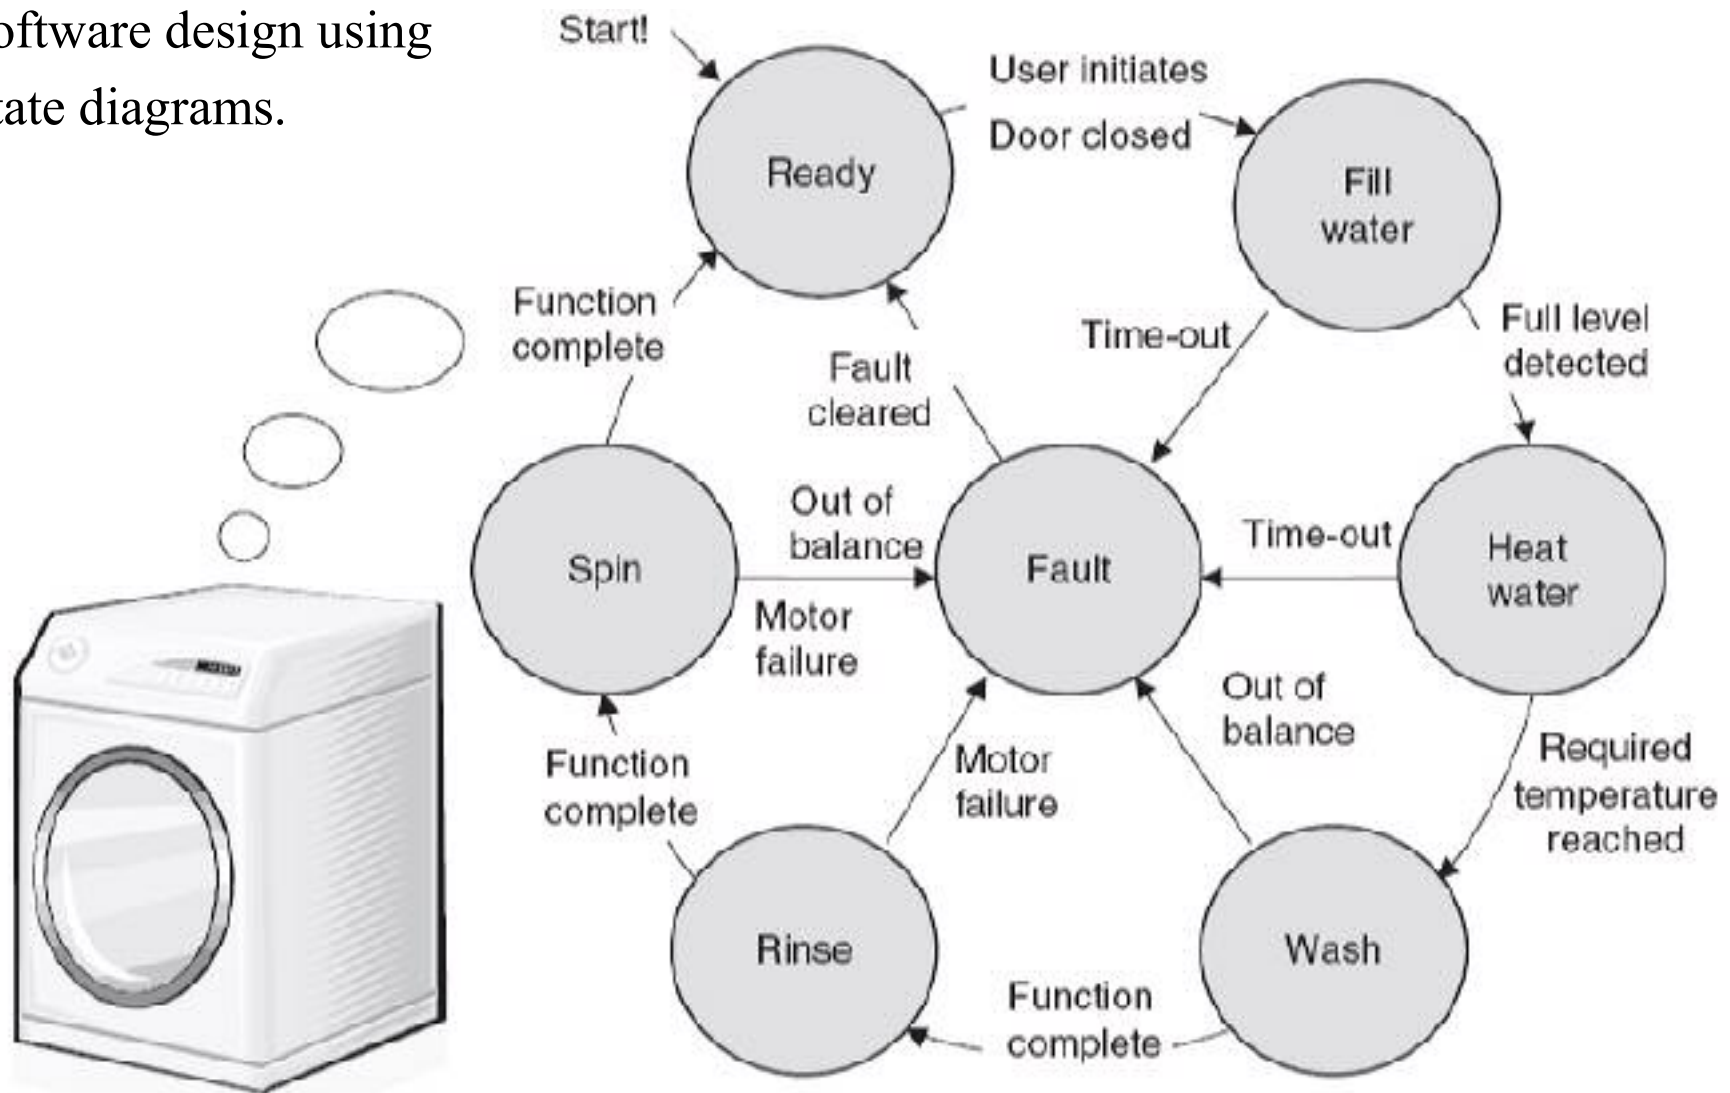 oftware design using
tate diagrams.
Start!
User initiates
Door closed
Ready
Fill
water
Function
complete
Time-out
Full level
detected
Fault
cleared
Out of
balance
Spin
Fault
Time-out
Heat
water
Motor
failure
Out of
balance
Function
complete
Motor
failure
Required
temperature
reached
Rinse
Wash
Function
complete